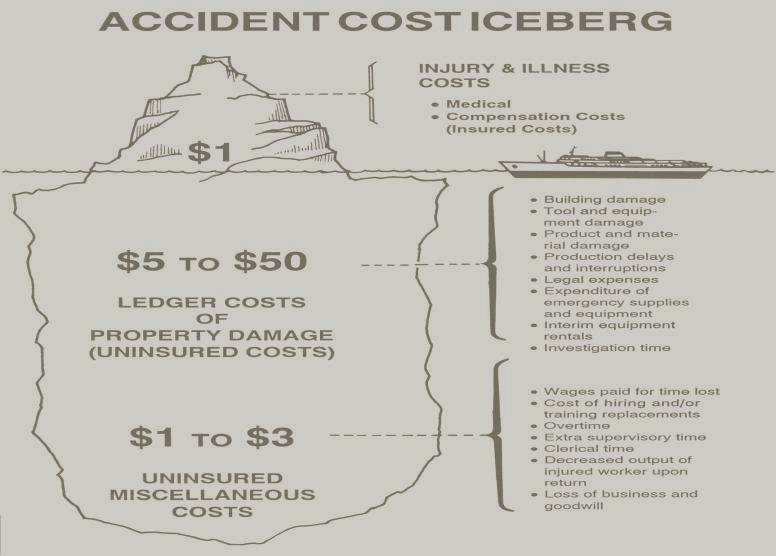 ACCIDENT COST ICEBERG
INJURY & ILLNESS
COSTS
• Medical
• Compensation Costs
(Insured Costs)
$1
• Building damage
• Tool and equip-
ment damage
• Product and mate-
rial damage
• Production delays
and interruptions
• Legal expenses
• Expenditure of
emergency supplies
and equipment
• Interim equipment
rentals
• Investigation time
$5 TO $50
LEDGER COSTS
OF
PROPERTY DAMAGE
(UNINSURED COSTS)
• Wages paid for time lost
• Cost of hiring and/or
training replacements
• Overtime
• Extra supervisory time
• Clerical time
• Decreased output of
injured worker upon
return
• Loss of business and
goodwill
$1 TO $3
UNINSURED
MISCELLANEOUS
COSTS